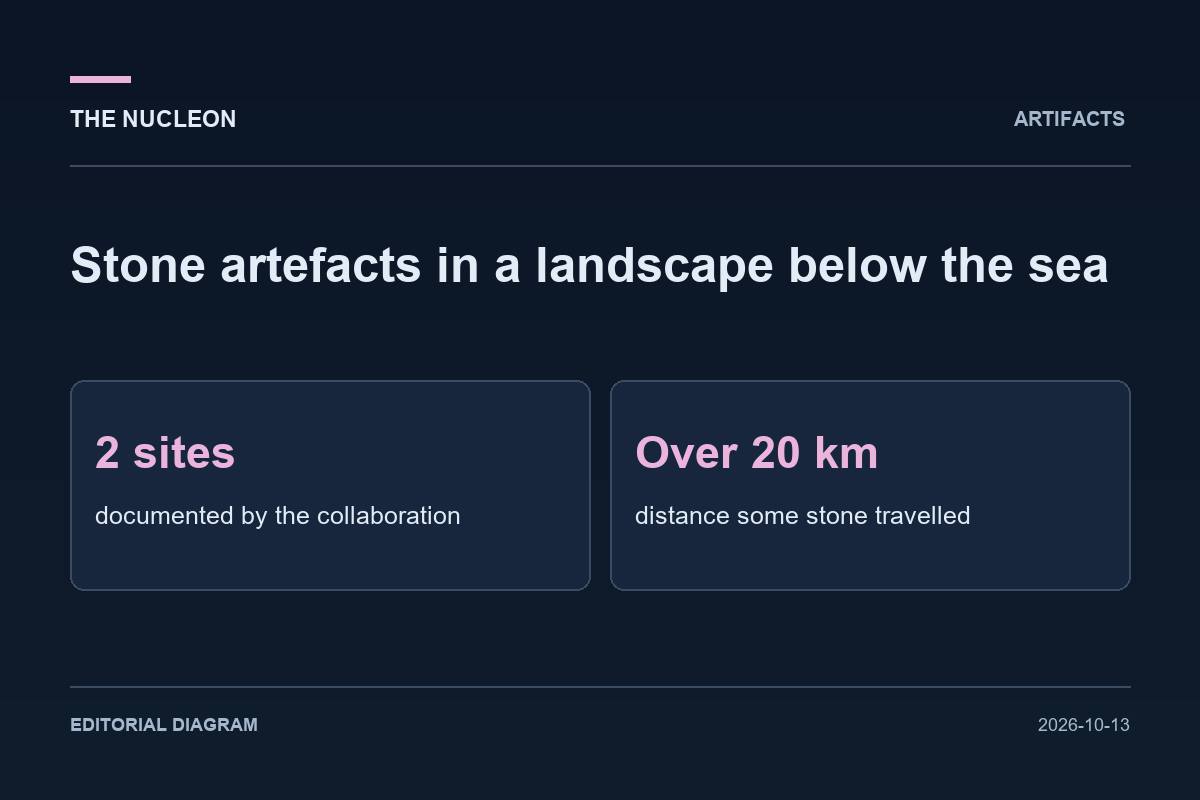 THE NUCLEON
ARTIFACTS
Stone artefacts in a landscape below the sea
2 sites
documented by the collaboration
Over 20 km
distance some stone travelled
EDITORIAL DIAGRAM
2026-10-13